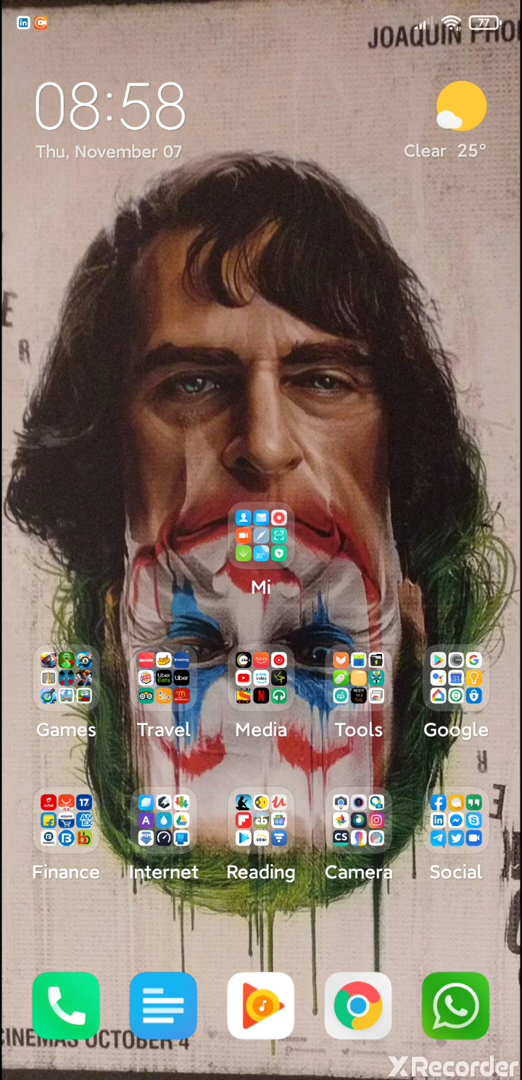 JOAQUIN PHO
77
08:58
Thu, November 07
Clear 25°
E
R
Mi
Games
Travel
Media
Tools
Google
R
E
Finance
Internet
Reading
Camera
Social
CINEMAS OCTOBER 4
XRecorder